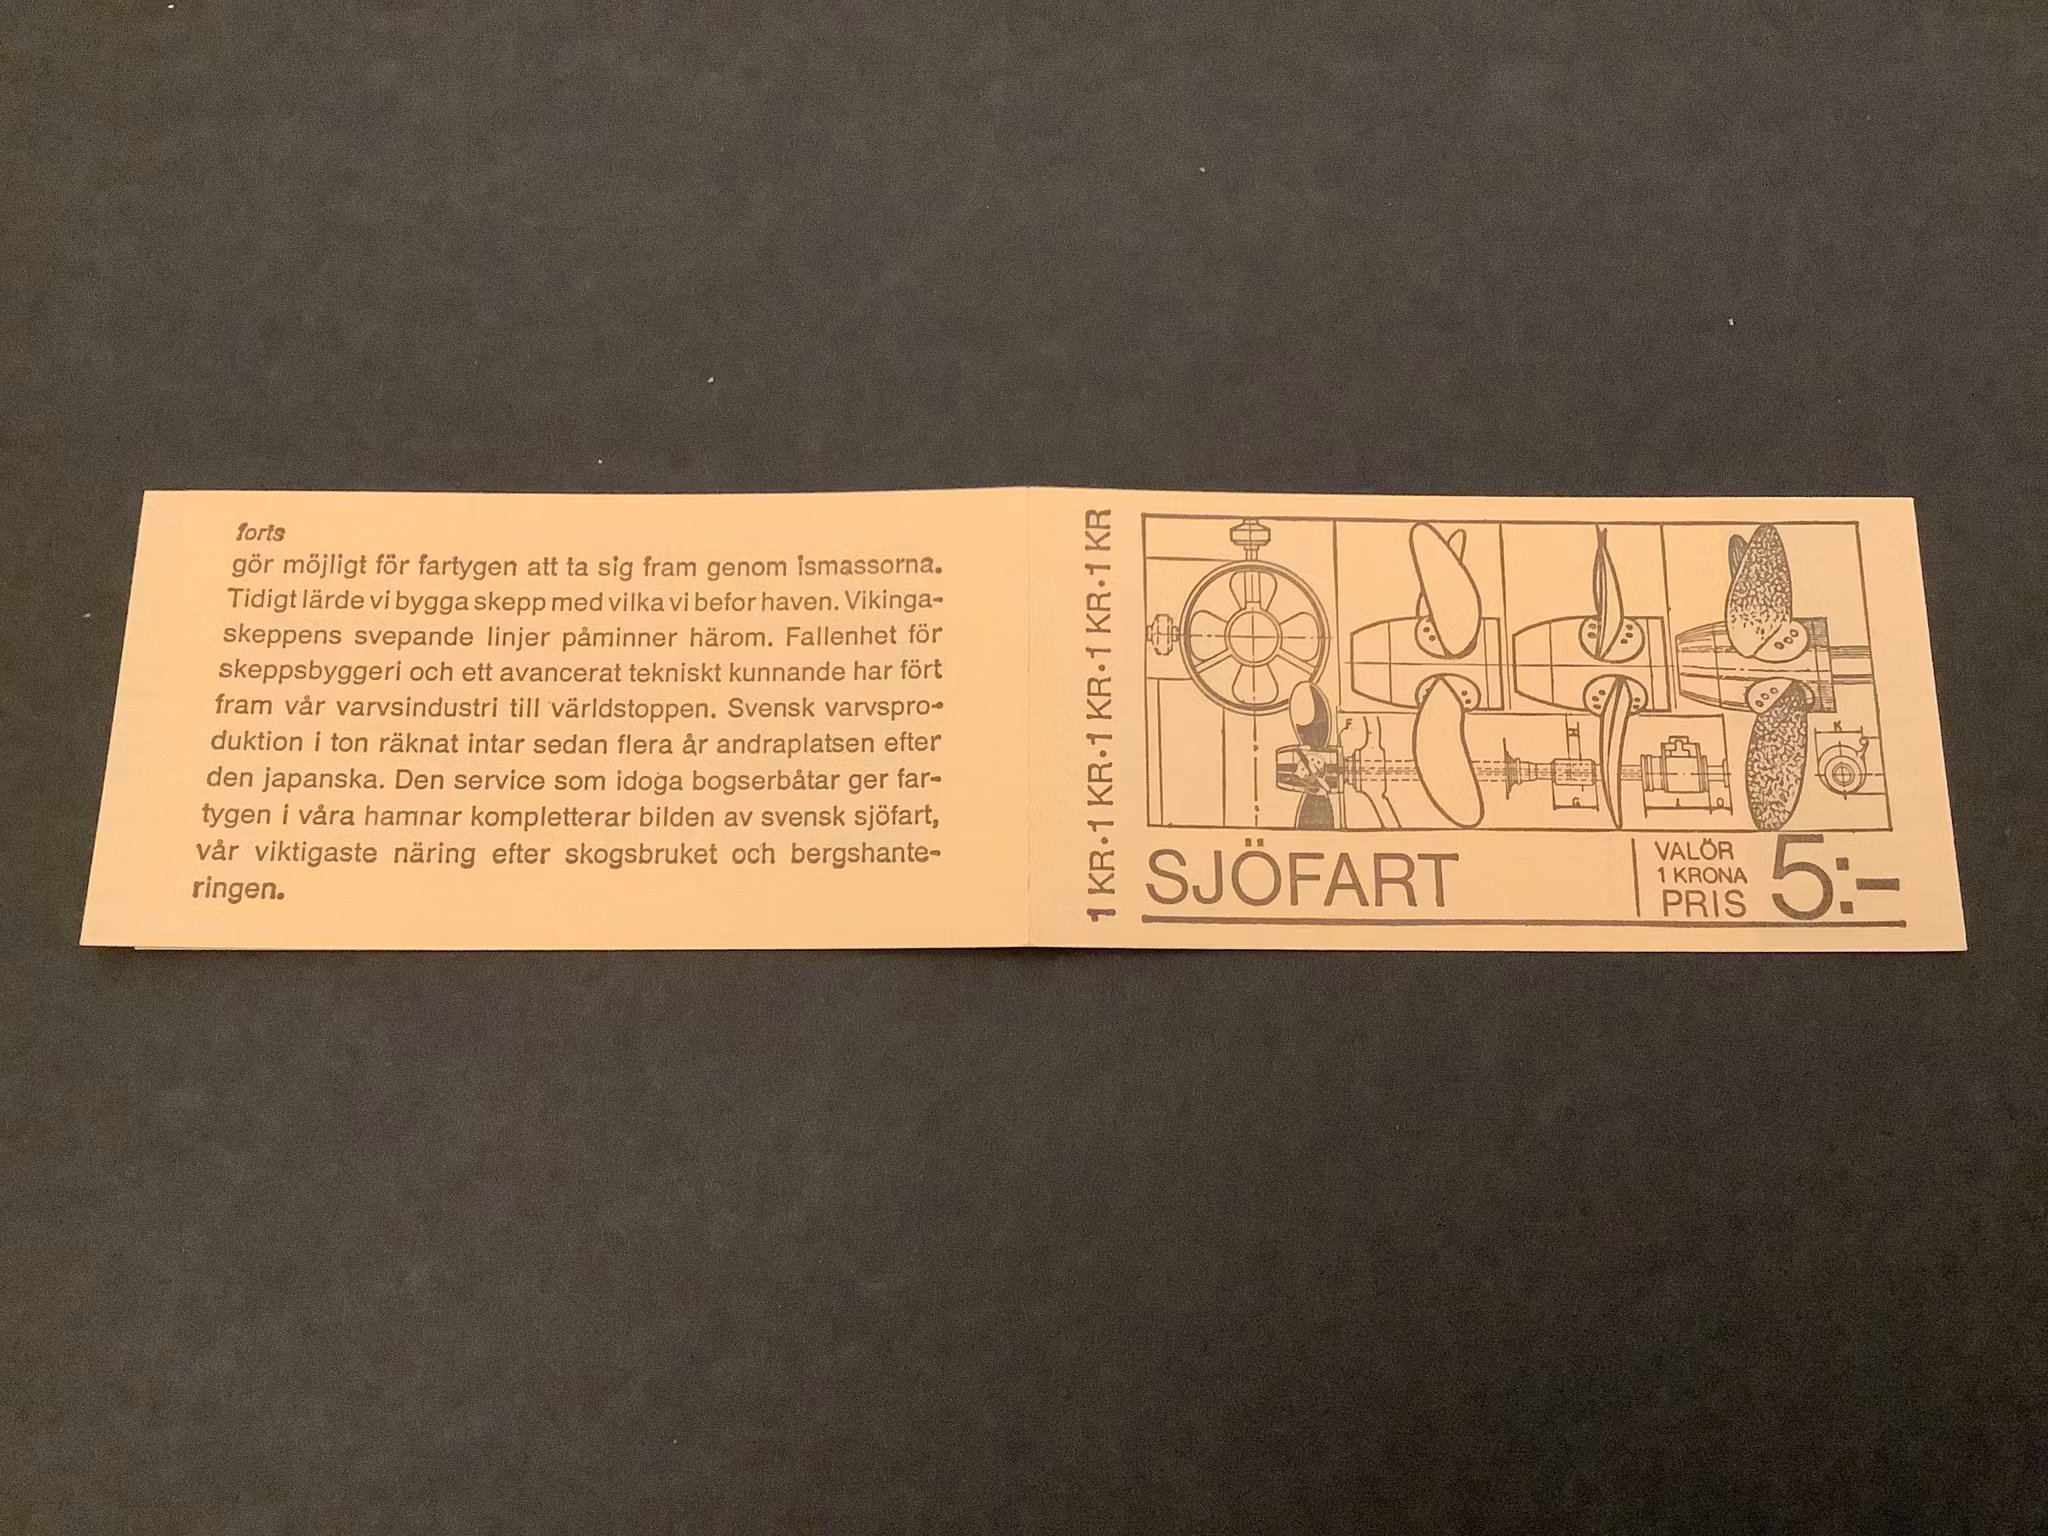 forts
gör möjligt för fartygen att ta sig fram genom ismassorna.
Tidigt lärde vi bygga skepp med vilka vi befor haven. Vikinga-
skeppens svepande linjer påminner härom. Fallenhet för
skeppsbyggeri och ett avancerat tekniskt kunnande har fört
fram vår varvsindustri till världstoppen. Svensk varvspro-
duktion i ton räknat intar sedan flera år andraplatsen efter
den japanska. Den service som idoga bogserbåtar ger far-
tygen i våra hamnar kompletterar bilden av svensk sjöfart,
vår viktigaste näring efter skogsbruket och bergshante-
ringen.
1 KR • 1 KR • 1 KR • 1 KR • 1 KR
F
H
K
G
L
SJÖFART
VALÖR
1 KRONA
PRIS 5:-